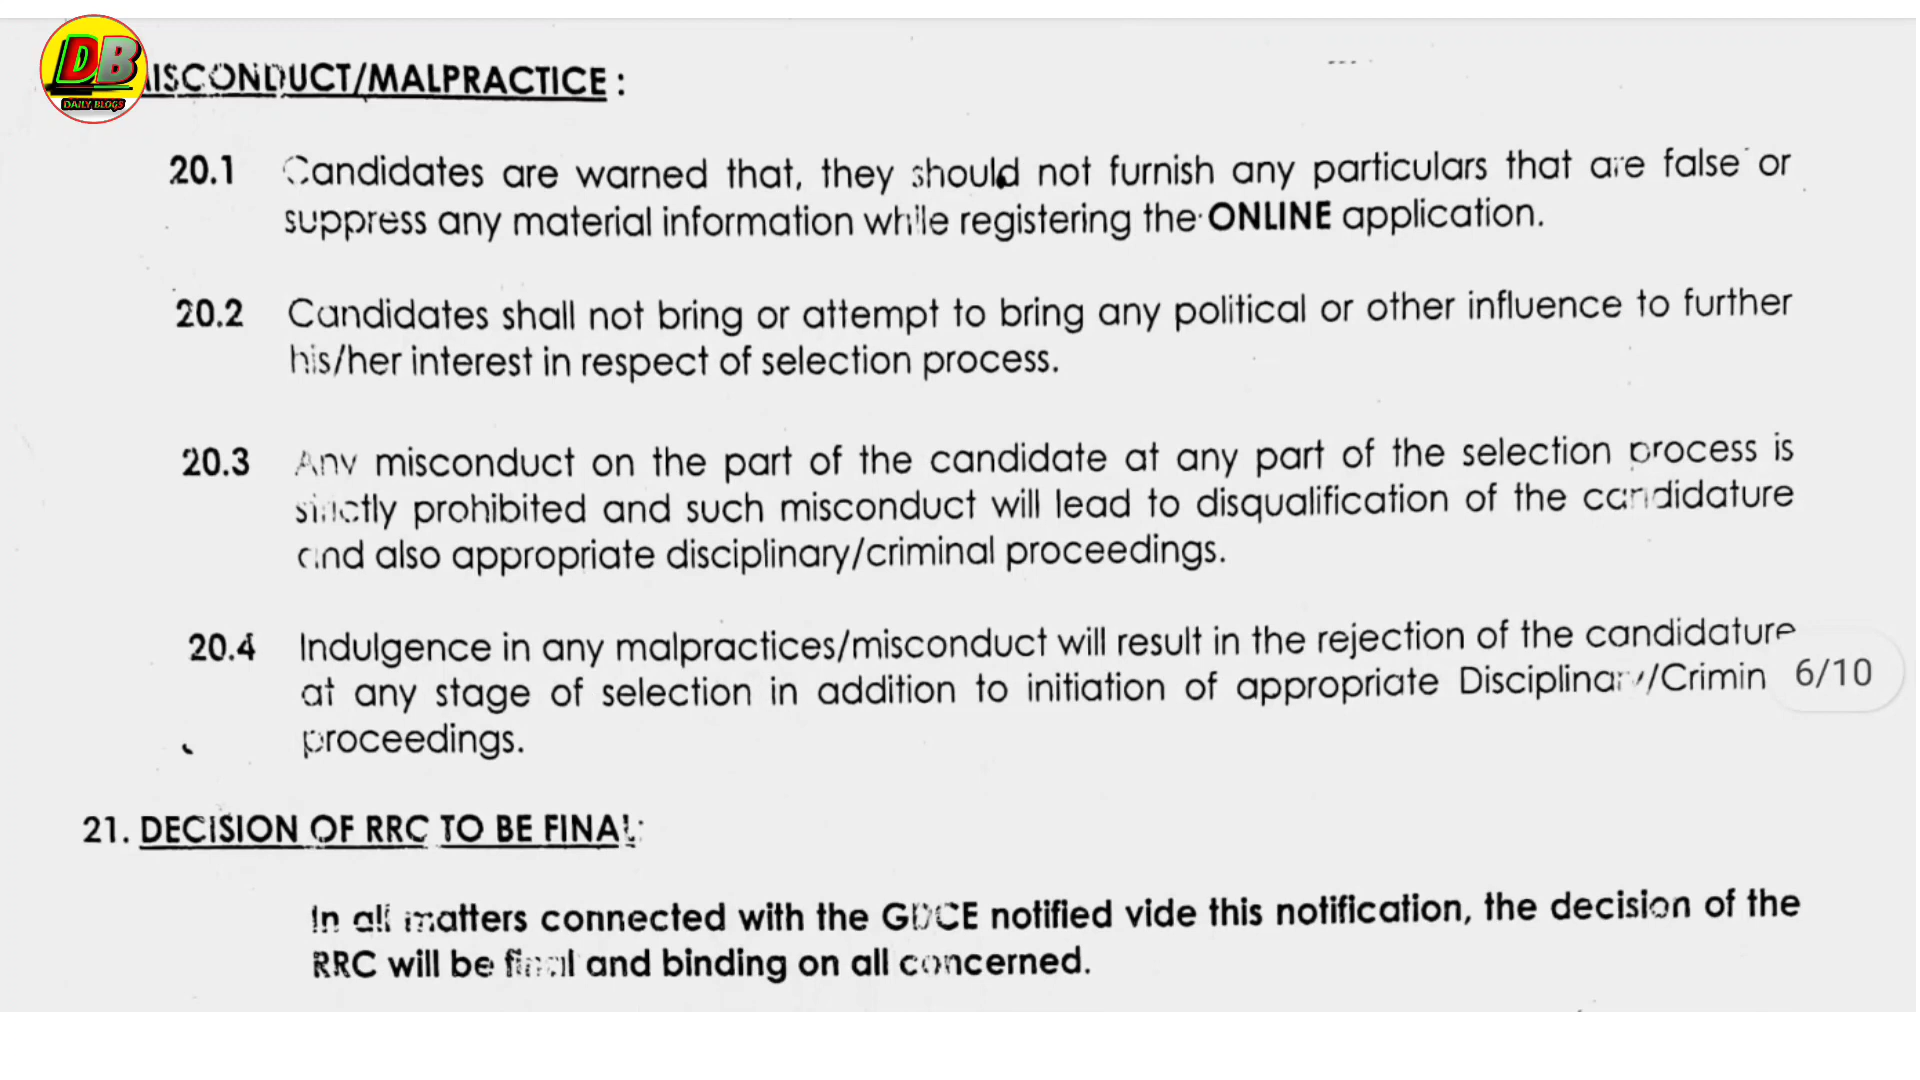 DB
DAILY BLOGS
ISCONDUCT/MALPRACTICE :
20.1 Candidates are warned that, they should not furnish any particulars that are false or
suppress any material information while registering the ONLINE application.
20.2 Candidates shall not bring or attempt to bring any political or other influence to further
his/her interest in respect of selection process.
20.3 Any misconduct on the part of the candidate at any part of the selection process is
strictly prohibited and such misconduct will lead to disqualification of the candidature
and also appropriate disciplinary/criminal proceedings.
20.4 Indulgence in any malpractices/misconduct will result in the rejection of the candidature
at any stage of selection in addition to initiation of appropriate Disciplinary/Crimin
6/10
proceedings.
21. DECISION OF RRC TO BE FINAL:
In all matters connected with the GDCE notified vide this notification, the decision of the
RRC will be final and binding on all concerned.